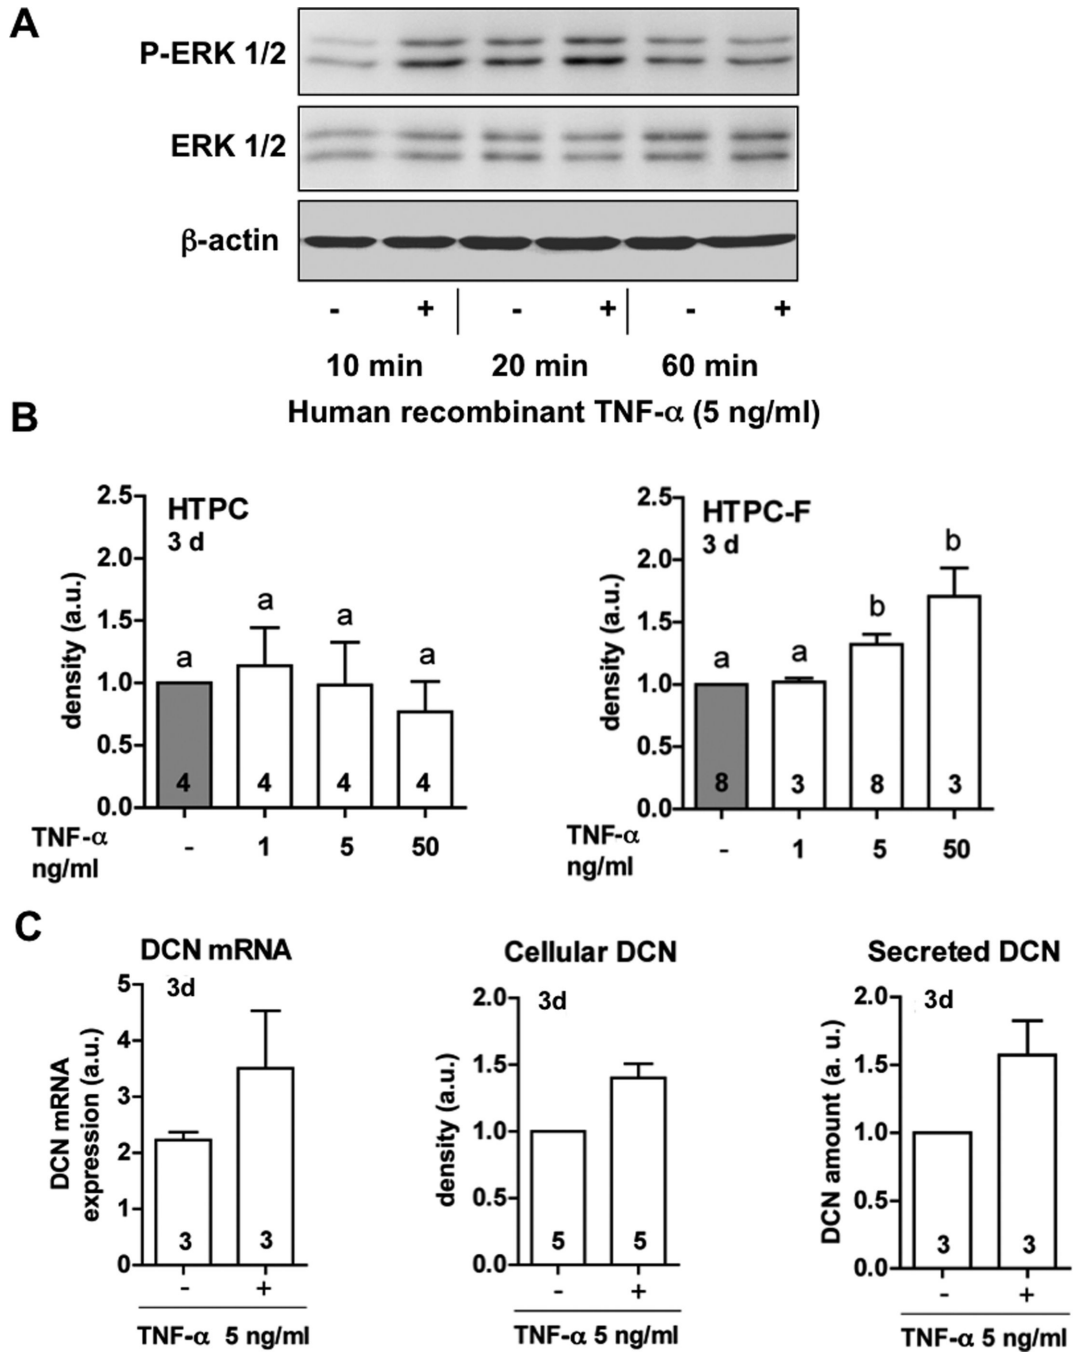 A
P-ERK 1/2
ERK 1/2
β-actin
- + - + - +
10 min 20 min 60 min
Human recombinant TNF-α (5 ng/ml)
B
HTPC
3 d
density (a.u.)
2.5
2.0
1.5
1.0
0.5
0.0
a a a a
4 4 4 4
TNF-α
ng/ml
- 1 5 50
HTPC-F
3 d
density (a.u.)
2.5
2.0
1.5
1.0
0.5
0.0
a a b b
8 3 8 3
TNF-α
ng/ml
- 1 5 50
C
DCN mRNA
3d
DCN mRNA
expression (a.u.)
5
4
3
2
1
0
3 3
- +
TNF-α 5 ng/ml
Cellular DCN
3d
density (a.u.)
2.0
1.5
1.0
0.5
0.0
5 5
- +
TNF-α 5 ng/ml
Secreted DCN
3d
DCN amount (a. u.)
2.0
1.5
1.0
0.5
0.0
3 3
- +
TNF-α 5 ng/ml